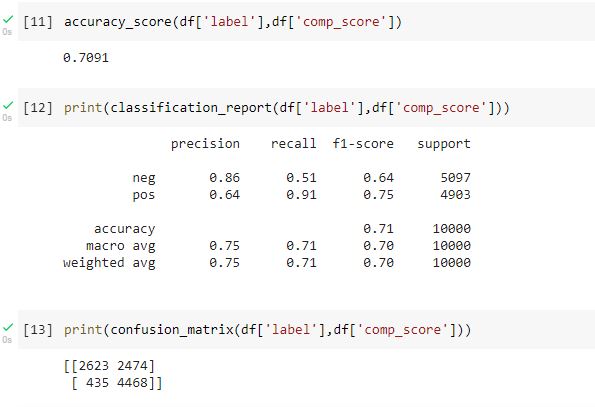 [11] accuracy_score(df['label'],df['comp_score'])
0s
0.7091
[12] print(classification_report(df['label'],df['comp_score']))
0s
precision recall f1-score support
neg 0.86 0.51 0.64 5097
pos 0.64 0.91 0.75 4903
accuracy 0.71 10000
macro avg 0.75 0.71 0.70 10000
weighted avg 0.75 0.71 0.70 10000
[13] print(confusion_matrix(df['label'],df['comp_score']))
0s
[[2623 2474]
[ 435 4468]]